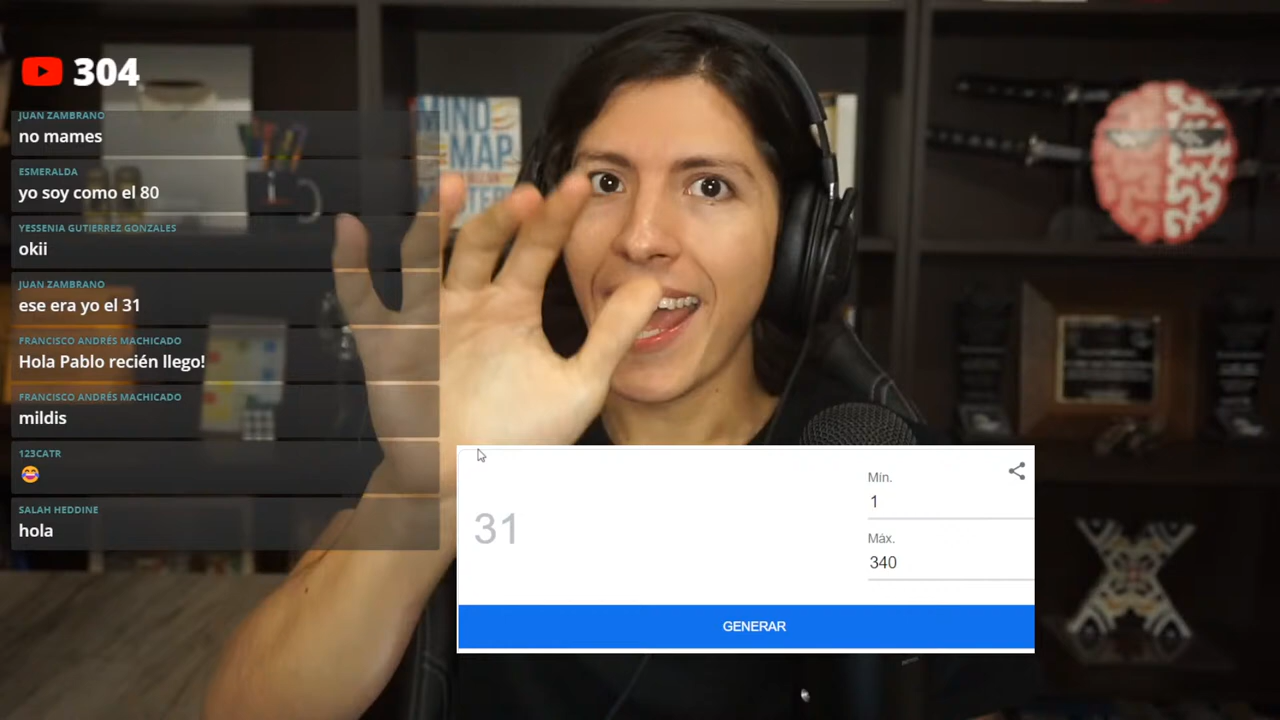 304
JUAN ZAMBRANO
no mames
ESMERALDA
yo soy como el 80
YESSENIA GUTIERREZ GONZALES
okii
JUAN ZAMBRANO
ese era yo el 31
FRANCISCO ANDRÉS MACHICADO
Hola Pablo recién llego!
FRANCISCO ANDRÉS MACHICADO
mildis
123CATR
😂
SALAH HEDDINE
hola
MIND
MAP
31
Mín.
1
Máx.
340
GENERAR